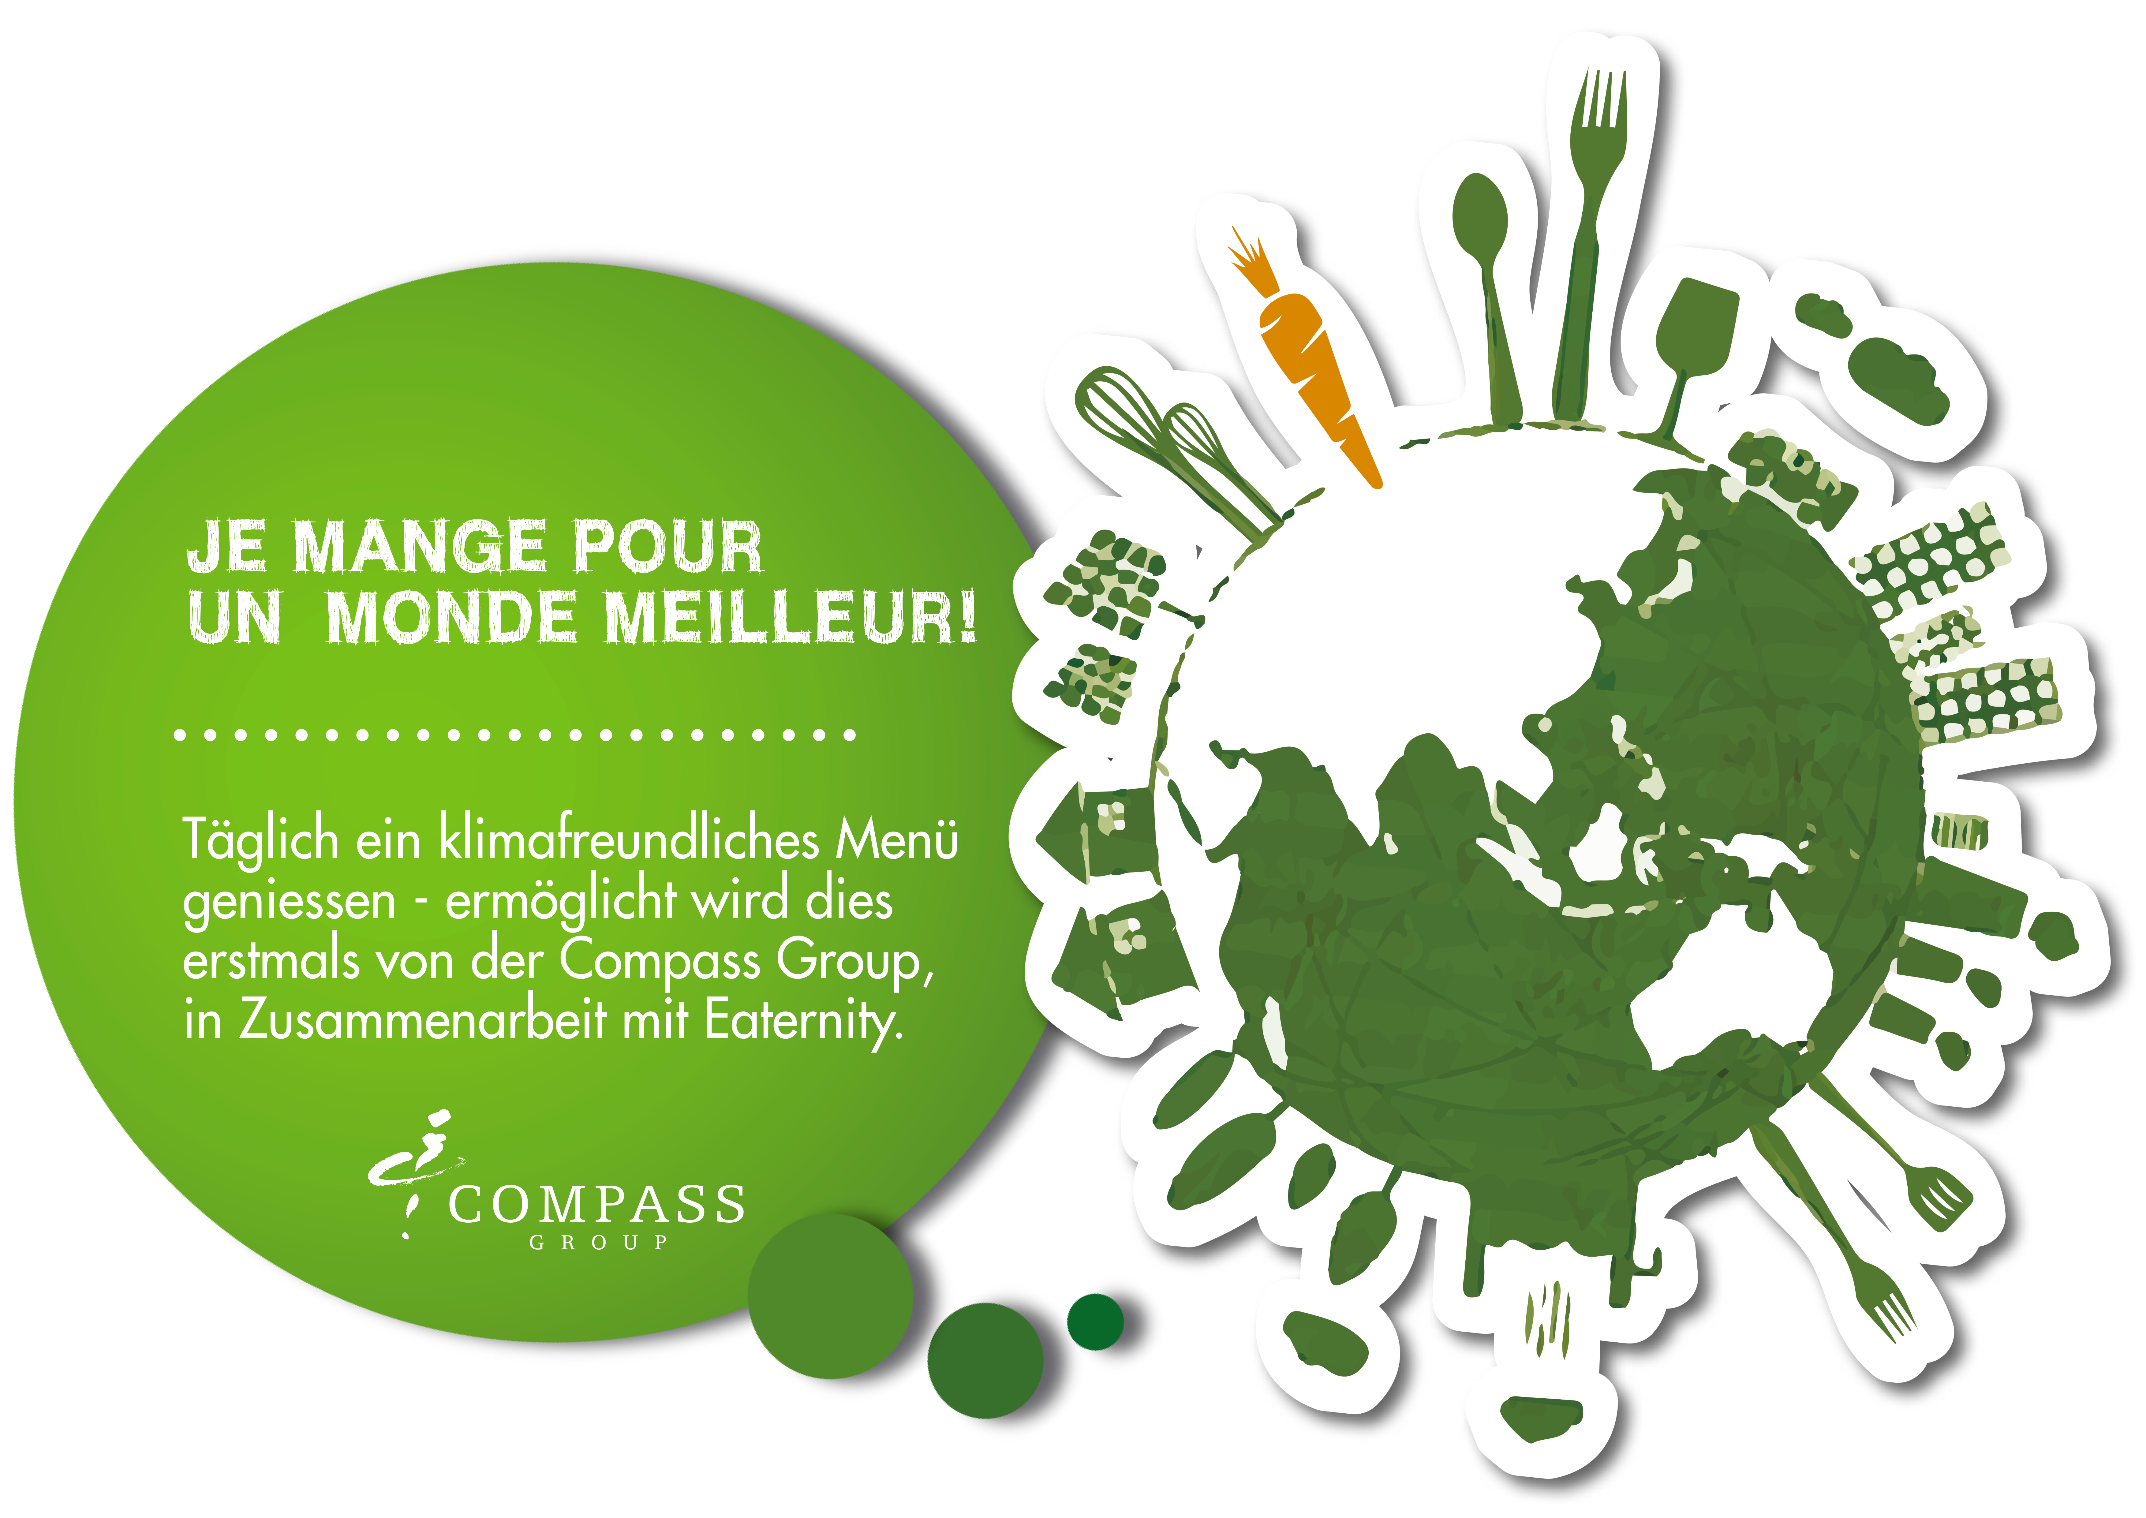 JE MANGE POUR
UN MONDE MEILLEUR!
Täglich ein klimafreundliches Menü
geniessen - ermöglicht wird dies
erstmals von der Compass Group,
in Zusammenarbeit mit Eaternity.
COMPASS
GROUP